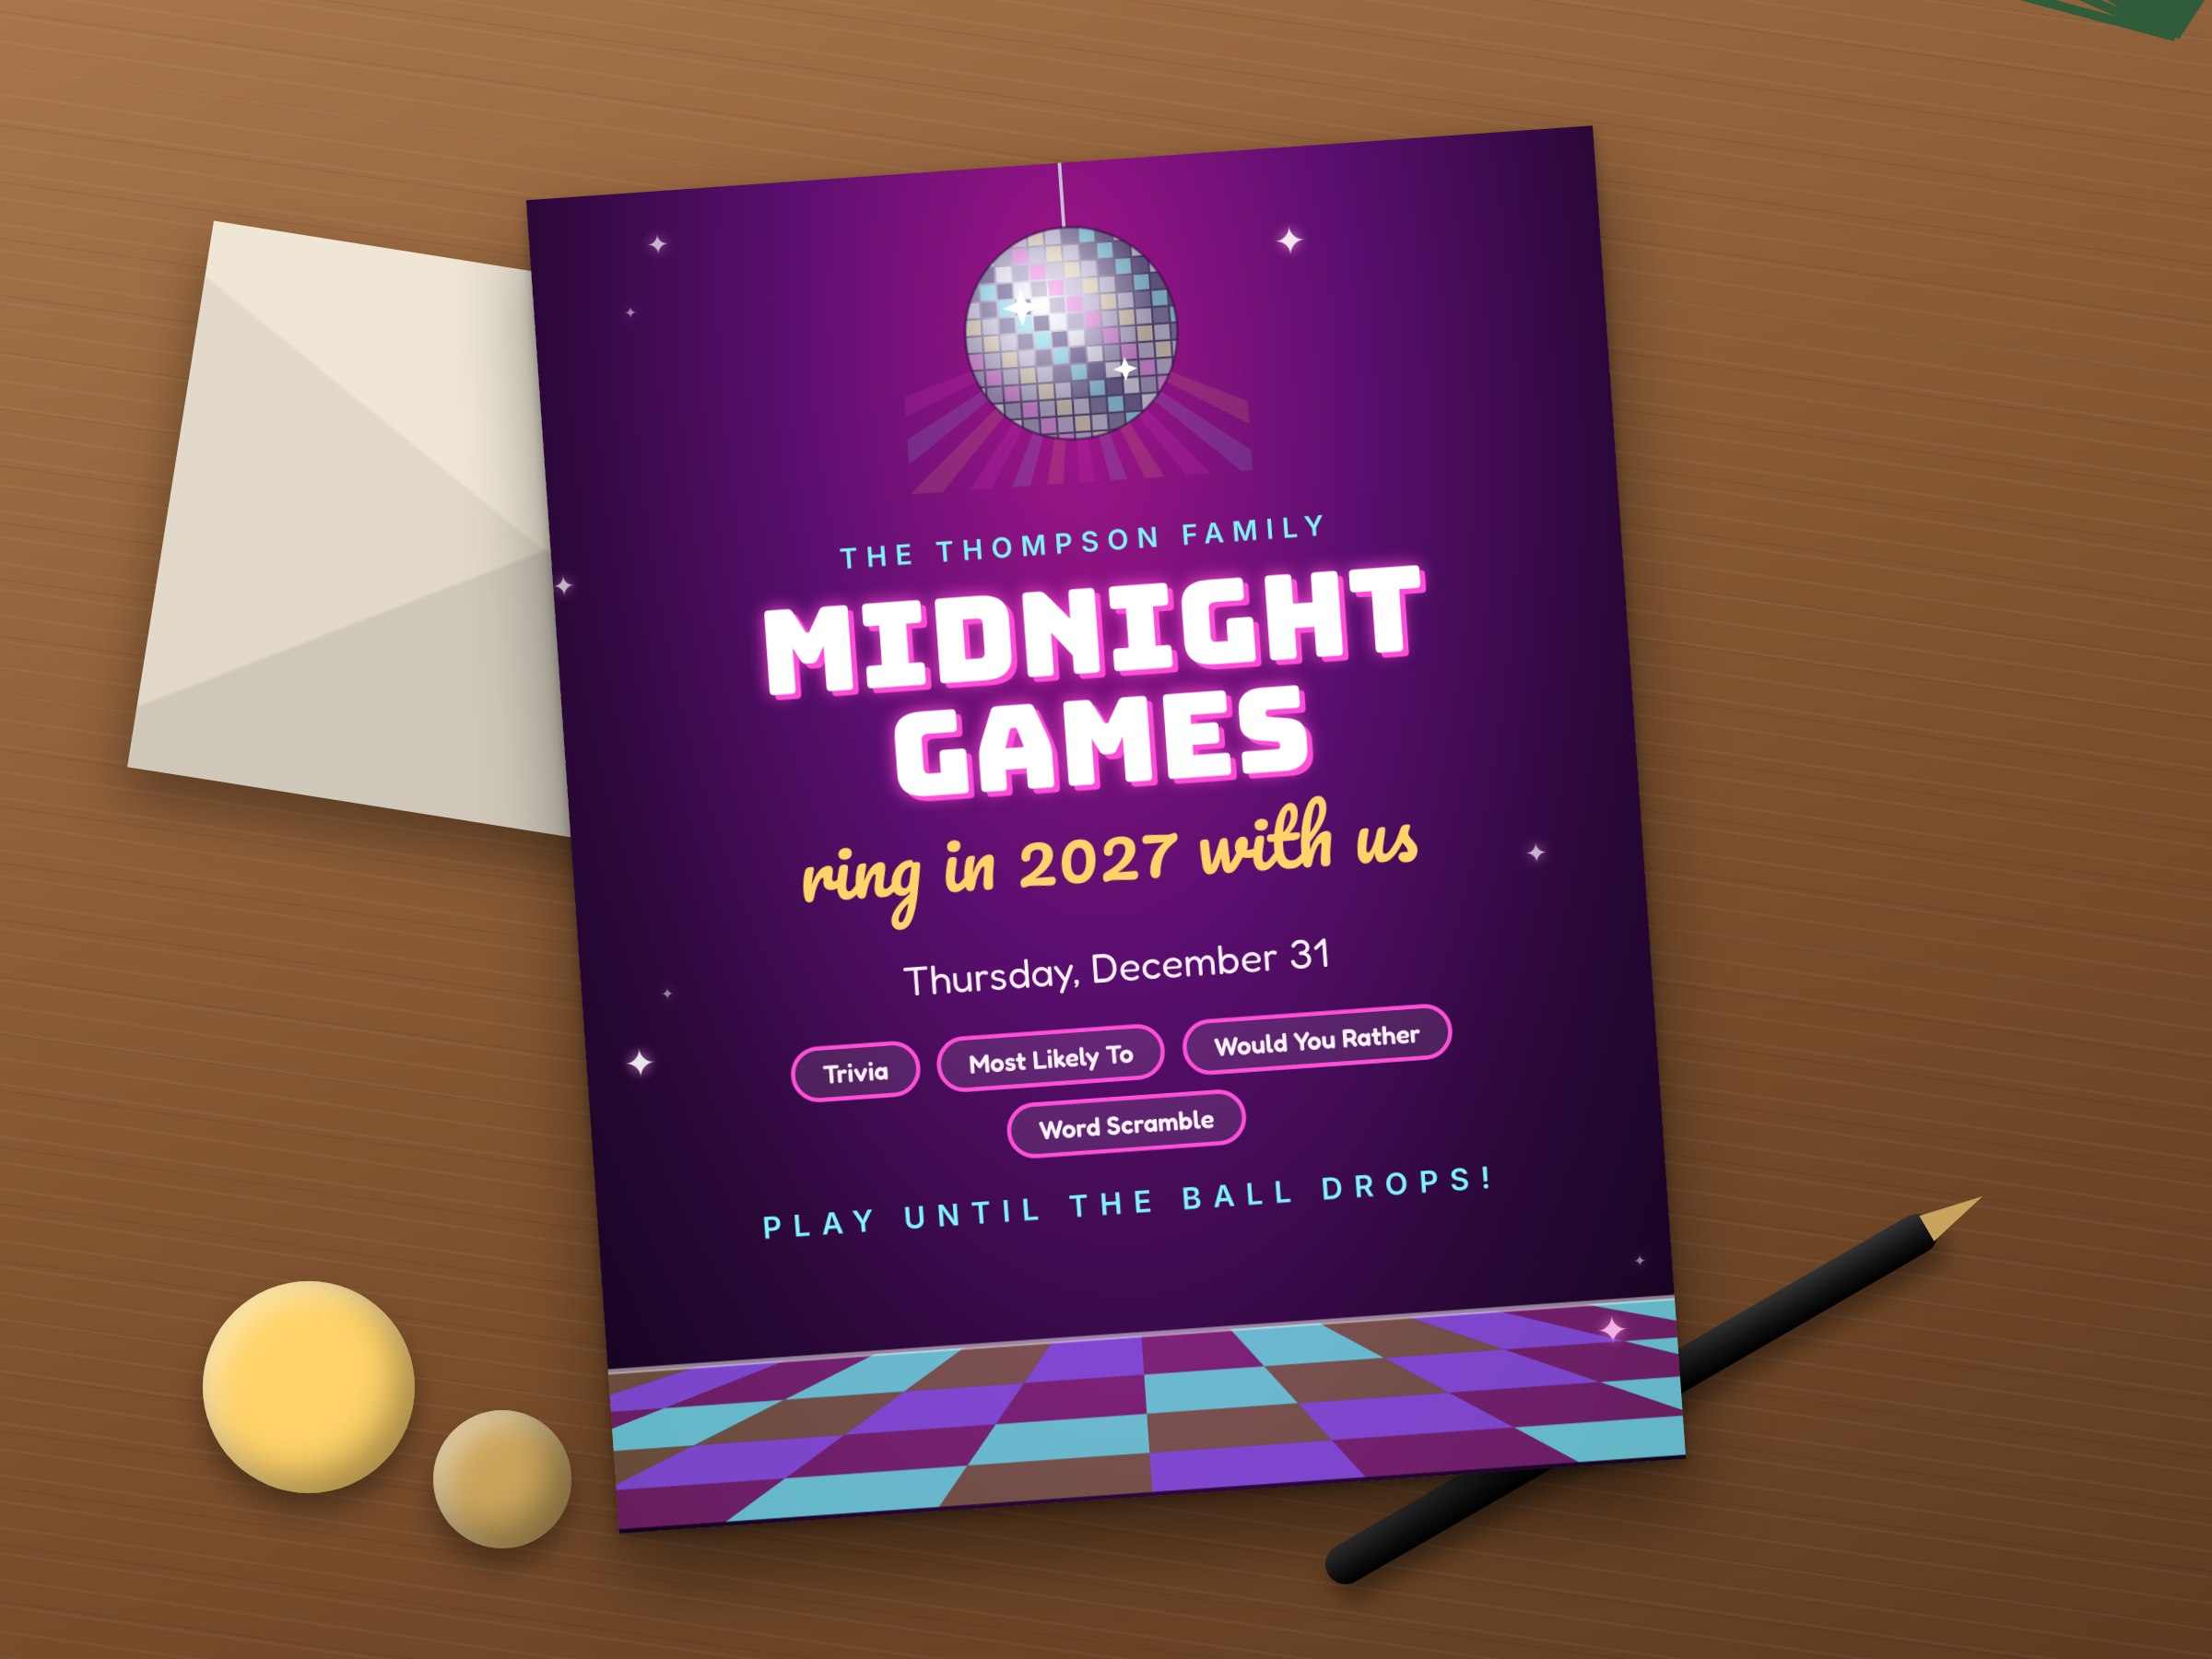 THE THOMPSON FAMILY
MIDNIGHT
GAMES
ring in 2027 with us
Thursday, December 31
Trivia
Most Likely To
Would You Rather
Word Scramble
PLAY UNTIL THE BALL DROPS!